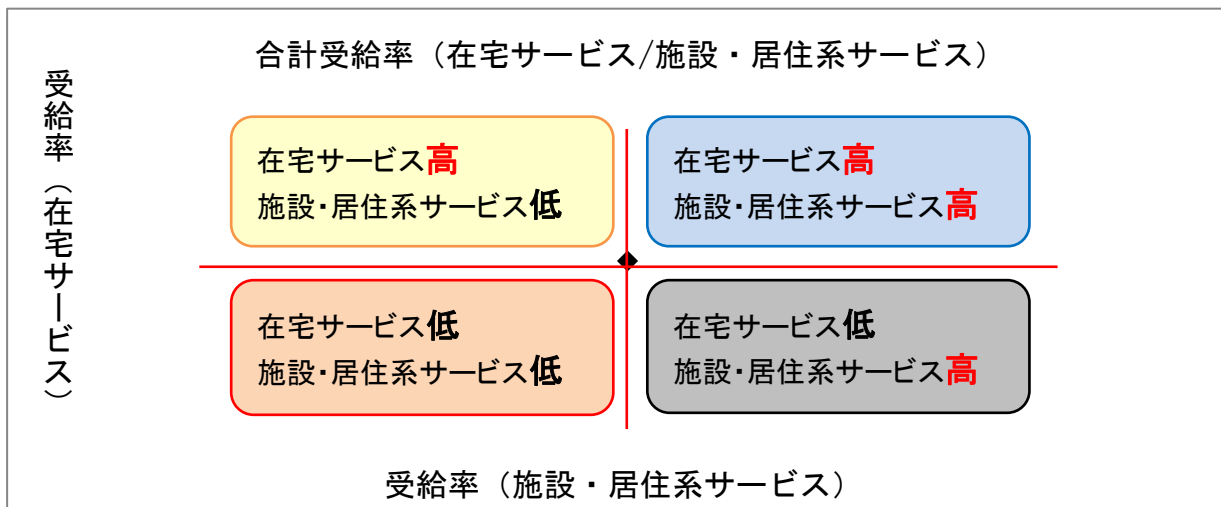 合計受給率（在宅サービス/施設・居住系サービス）
受給率（在宅サービス）
在宅サービス高
施設・居住系サービス低
在宅サービス高
施設・居住系サービス高
在宅サービス低
施設・居住系サービス低
在宅サービス低
施設・居住系サービス高
受給率（施設・居住系サービス）